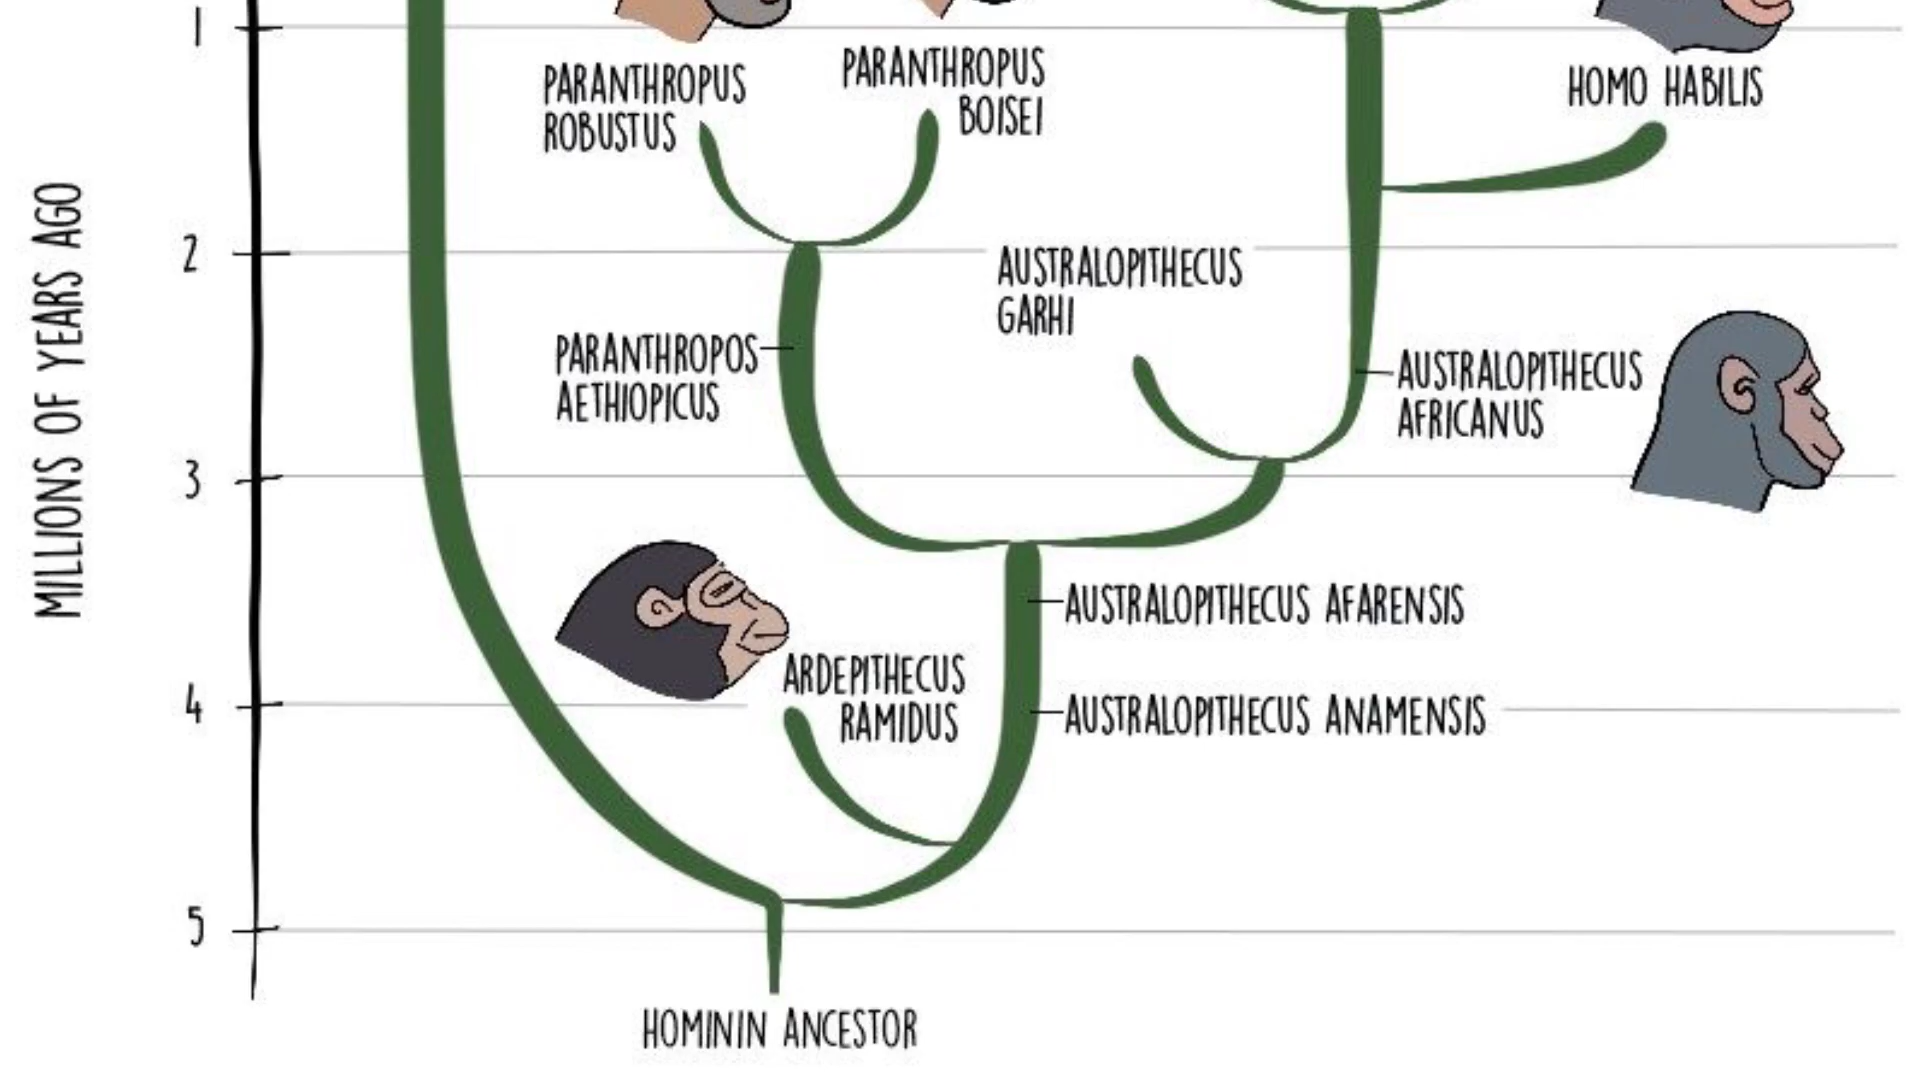 MILLIONS OF YEARS AGO
1
2
3
4
5
PARANTHROPUS
ROBUSTUS
PARANTHROPUS
BOISEI
HOMO HABILIS
AUSTRALOPITHECUS
GARHI
PARANTHROPOS
AETHIOPICUS
AUSTRALOPITHECUS
AFRICANUS
AUSTRALOPITHECUS AFARENSIS
ARDEPITHECUS
RAMIDUS
AUSTRALOPITHECUS ANAMENSIS
HOMININ ANCESTOR